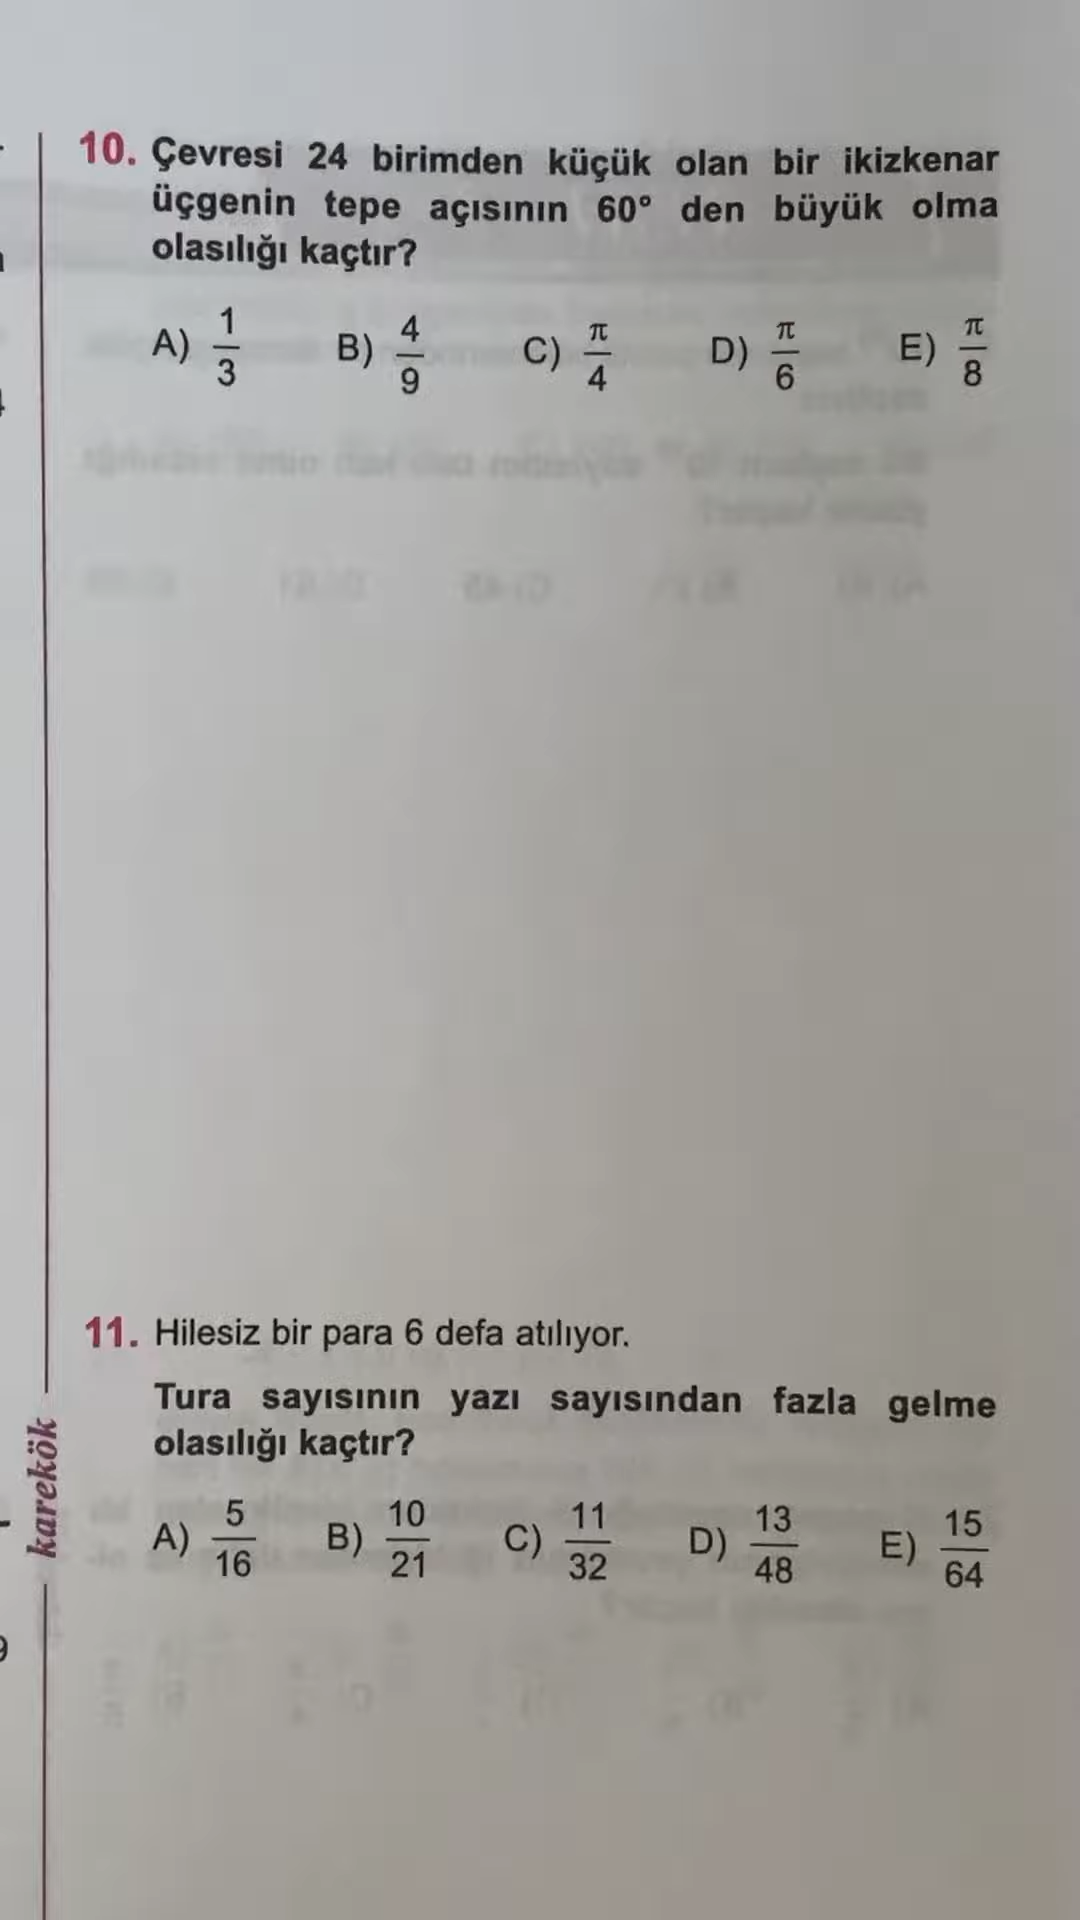 10. Çevresi 24 birimden küçük olan bir ikizkenar
üçgenin tepe açısının 60° den büyük olma
olasılığı kaçtır?
A) 1/3 B) 4/9 C) π/4 D) π/6 E) π/8
11. Hilesiz bir para 6 defa atılıyor.
Tura sayısının yazı sayısından fazla gelme
olasılığı kaçtır?
A) 5/16 B) 10/21 C) 11/32 D) 13/48 E) 15/64
karekök